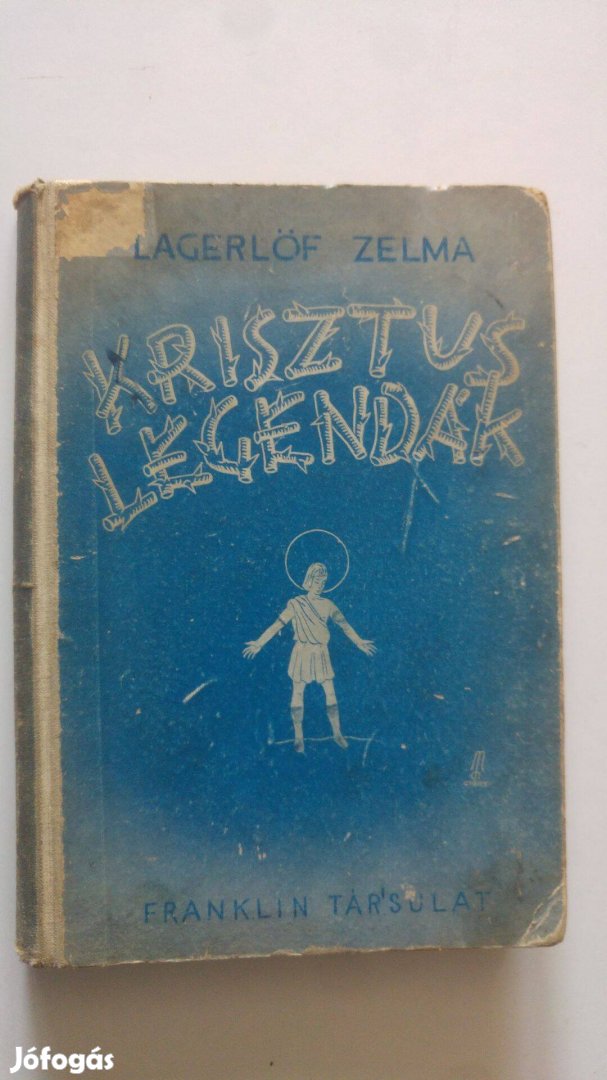 LAGERLÖF ZELMA
KRISZTUS
LEGENDÁK
FRANKLIN TÁRSULAT
Jófogás